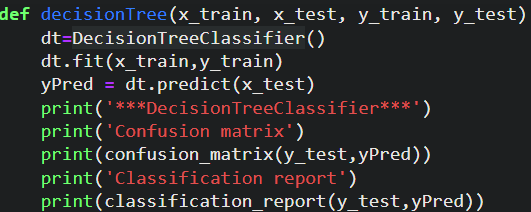 def decisionTree(x_train, x_test, y_train, y_test)
    dt=DecisionTreeClassifier()
    dt.fit(x_train,y_train)
    yPred = dt.predict(x_test)
    print('***DecisionTreeClassifier***')
    print('Confusion matrix')
    print(confusion_matrix(y_test,yPred))
    print('Classification report')
    print(classification_report(y_test,yPred))